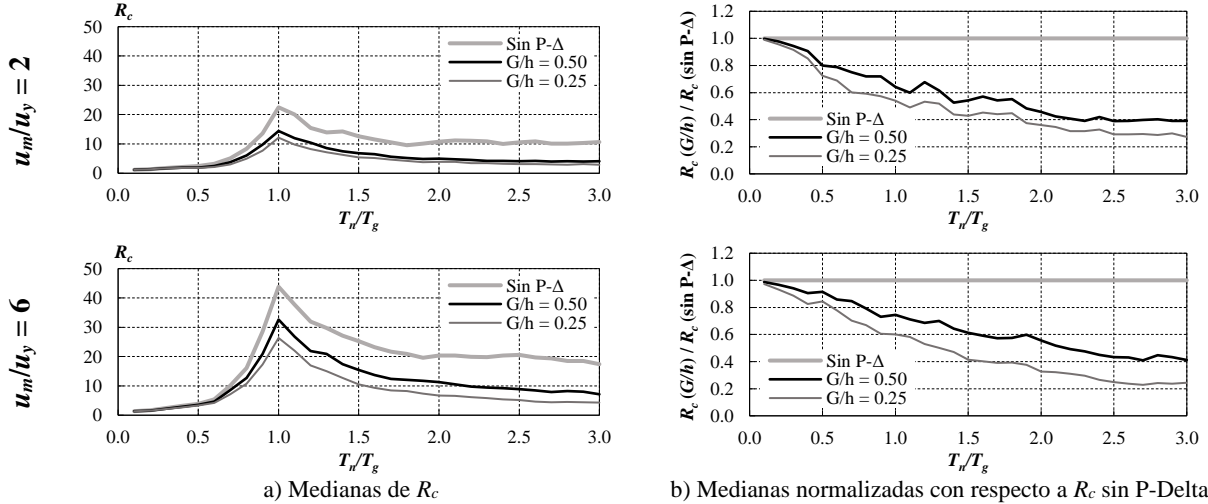 u_m/u_y = 2
R_c
50
40
30
20
10
0
Sin P-Δ
G/h = 0.50
G/h = 0.25
0.0 0.5 1.0 1.5 2.0 2.5 3.0
T_n/T_g
R_c (G/h) / R_c (sin P-Δ)
1.2
1.0
0.8
0.6
0.4
0.2
0.0
Sin P-Δ
G/h = 0.50
G/h = 0.25
0.0 0.5 1.0 1.5 2.0 2.5 3.0
T_n/T_g
u_m/u_y = 6
R_c
50
40
30
20
10
0
Sin P-Δ
G/h = 0.50
G/h = 0.25
0.0 0.5 1.0 1.5 2.0 2.5 3.0
T_n/T_g
a) Medianas de R_c
R_c (G/h) / R_c (sin P-Δ)
1.2
1.0
0.8
0.6
0.4
0.2
0.0
Sin P-Δ
G/h = 0.50
G/h = 0.25
0.0 0.5 1.0 1.5 2.0 2.5 3.0
T_n/T_g
b) Medianas normalizadas con respecto a R_c sin P-Delta